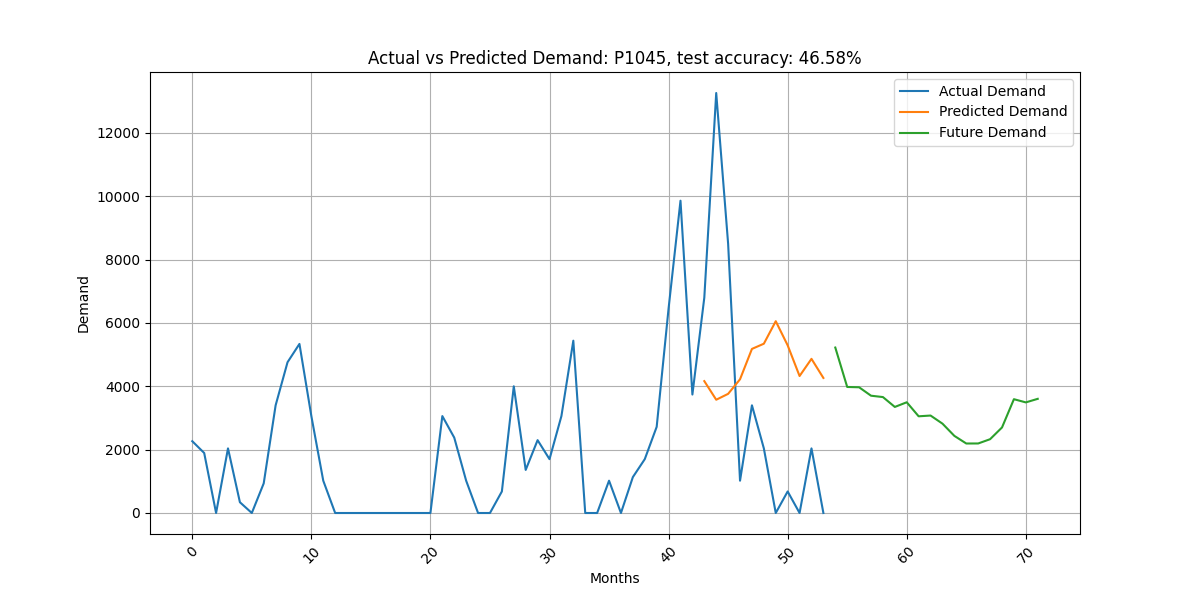 Actual vs Predicted Demand: P1045, test accuracy: 46.58%
Actual Demand
Predicted Demand
Future Demand
12000
10000
8000
6000
4000
2000
0
Demand
0
10
20
30
40
50
60
70
Months